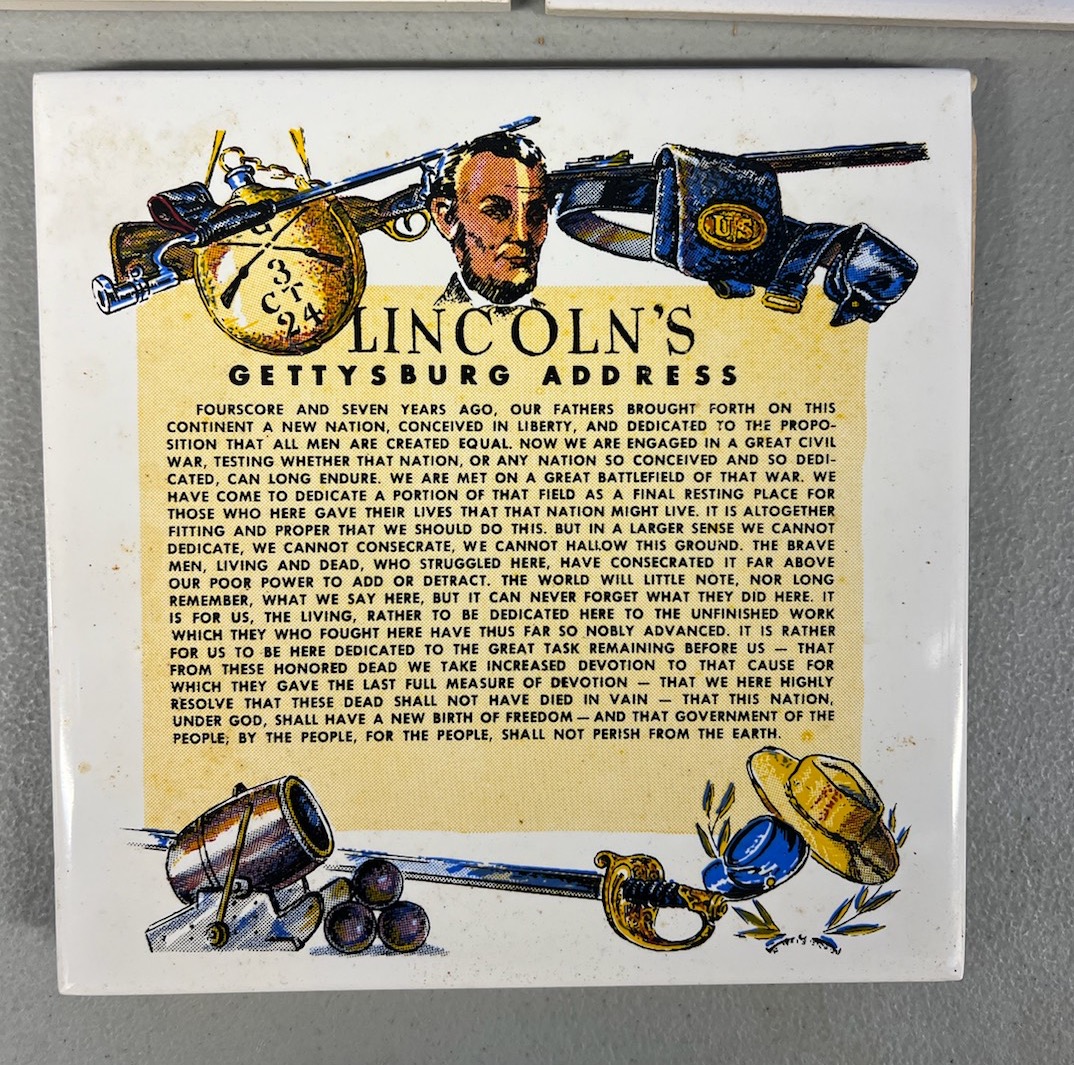 US
3
C 24
LINCOLN'S
GETTYSBURG ADDRESS
FOURSCORE AND SEVEN YEARS AGO, OUR FATHERS BROUGHT FORTH ON THIS
CONTINENT A NEW NATION, CONCEIVED IN LIBERTY, AND DEDICATED TO THE PROPO-
SITION THAT ALL MEN ARE CREATED EQUAL. NOW WE ARE ENGAGED IN A GREAT CIVIL
WAR, TESTING WHETHER THAT NATION, OR ANY NATION SO CONCEIVED AND SO DEDI-
CATED, CAN LONG ENDURE. WE ARE MET ON A GREAT BATTLEFIELD OF THAT WAR. WE
HAVE COME TO DEDICATE A PORTION OF THAT FIELD AS A FINAL RESTING PLACE FOR
THOSE WHO HERE GAVE THEIR LIVES THAT THAT NATION MIGHT LIVE. IT IS ALTOGETHER
FITTING AND PROPER THAT WE SHOULD DO THIS. BUT IN A LARGER SENSE WE CANNOT
DEDICATE, WE CANNOT CONSECRATE, WE CANNOT HALLOW THIS GROUND. THE BRAVE
MEN, LIVING AND DEAD, WHO STRUGGLED HERE, HAVE CONSECRATED IT FAR ABOVE
OUR POOR POWER TO ADD OR DETRACT. THE WORLD WILL LITTLE NOTE, NOR LONG
REMEMBER, WHAT WE SAY HERE, BUT IT CAN NEVER FORGET WHAT THEY DID HERE. IT
IS FOR US, THE LIVING, RATHER TO BE DEDICATED HERE TO THE UNFINISHED WORK
WHICH THEY WHO FOUGHT HERE HAVE THUS FAR SO NOBLY ADVANCED. IT IS RATHER
FOR US TO BE HERE DEDICATED TO THE GREAT TASK REMAINING BEFORE US — THAT
FROM THESE HONORED DEAD WE TAKE INCREASED DEVOTION TO THAT CAUSE FOR
WHICH THEY GAVE THE LAST FULL MEASURE OF DEVOTION — THAT WE HERE HIGHLY
RESOLVE THAT THESE DEAD SHALL NOT HAVE DIED IN VAIN — THAT THIS NATION,
UNDER GOD, SHALL HAVE A NEW BIRTH OF FREEDOM — AND THAT GOVERNMENT OF THE
PEOPLE, BY THE PEOPLE, FOR THE PEOPLE, SHALL NOT PERISH FROM THE EARTH.